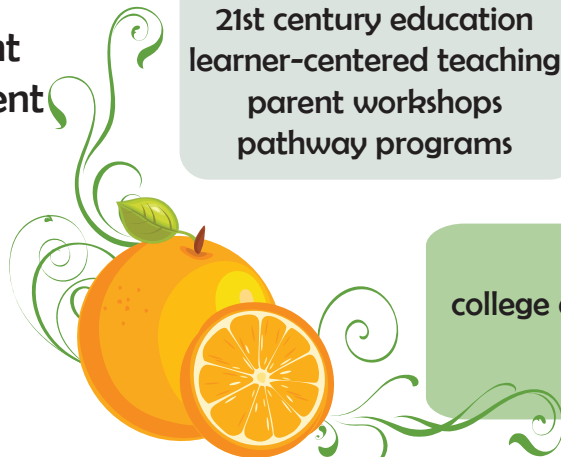 21st century education
learner-centered teaching
parent workshops
pathway programs
college